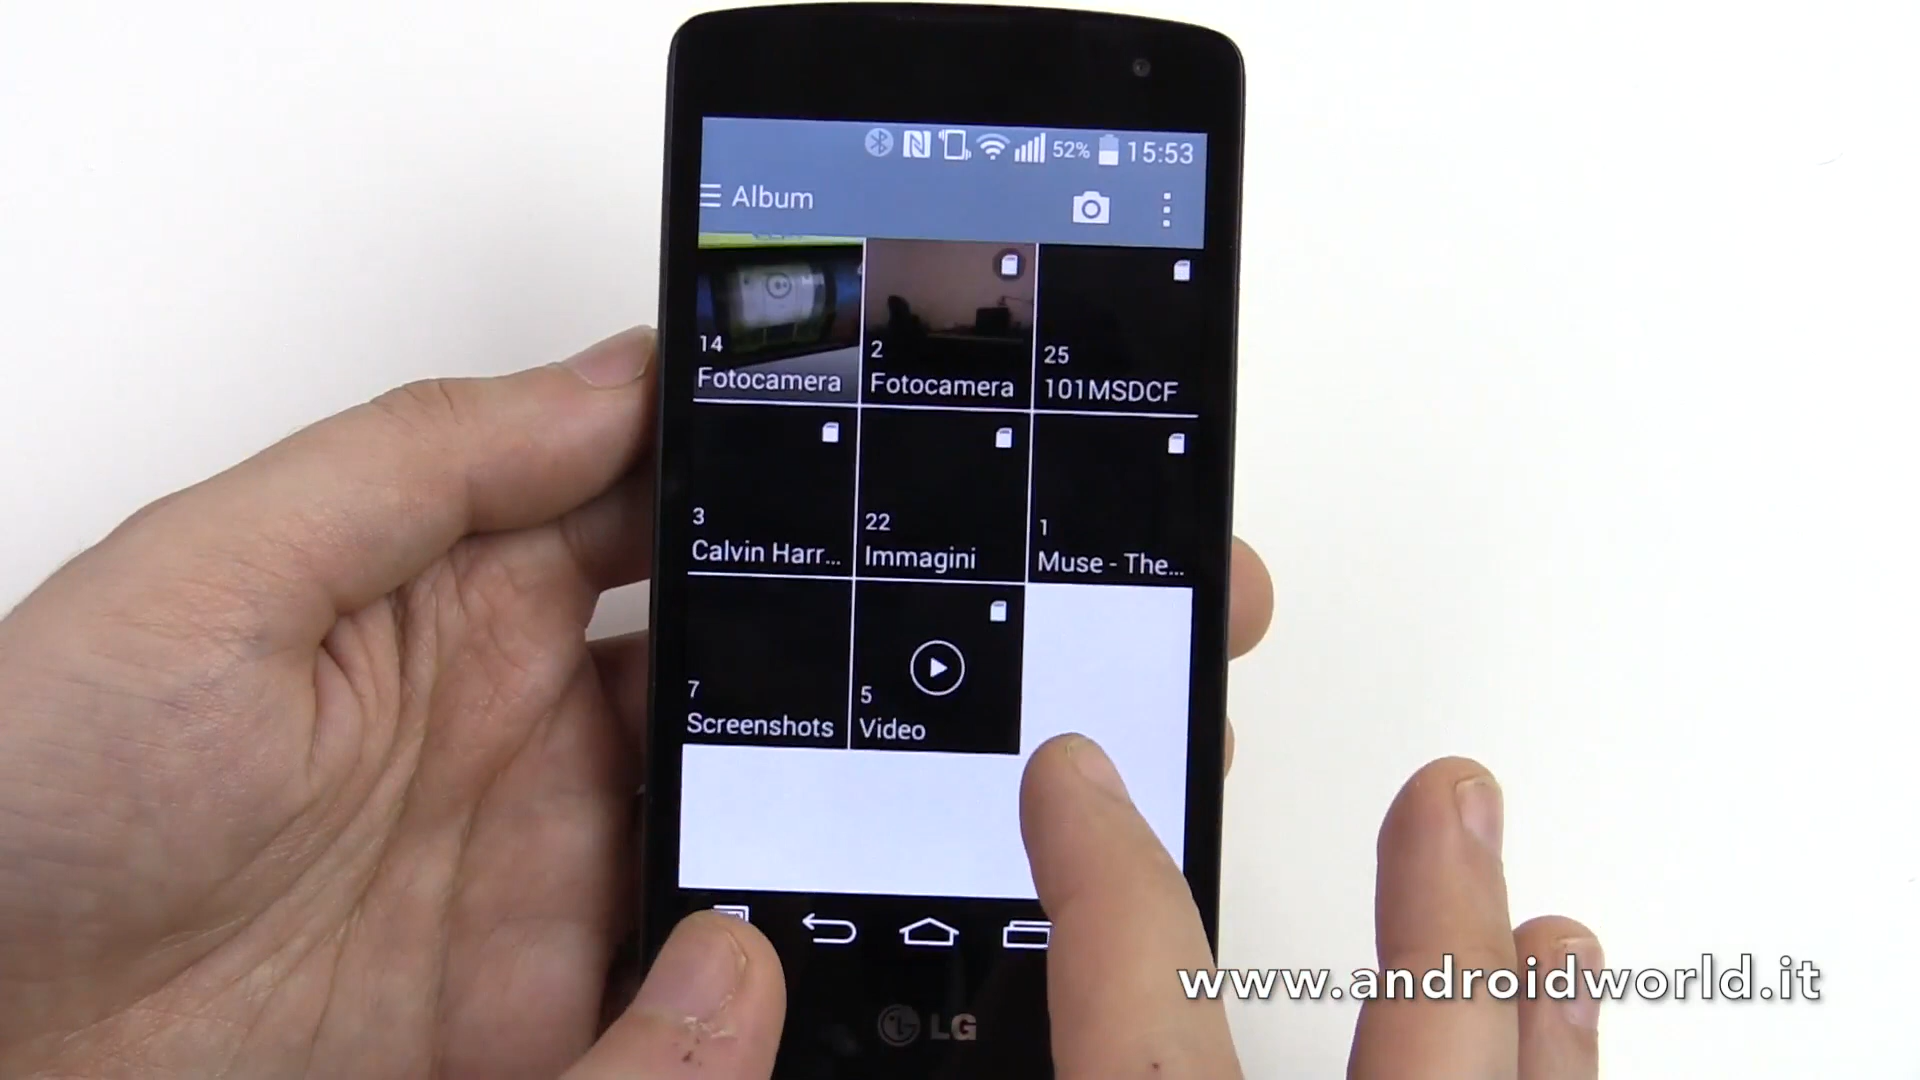 52% 15:53
Album
14
Fotocamera
2
Fotocamera
25
101MSDCF
3
Calvin Harr...
22
Immagini
1
Muse - The...
7
Screenshots
5
Video
LG
www.androidworld.it